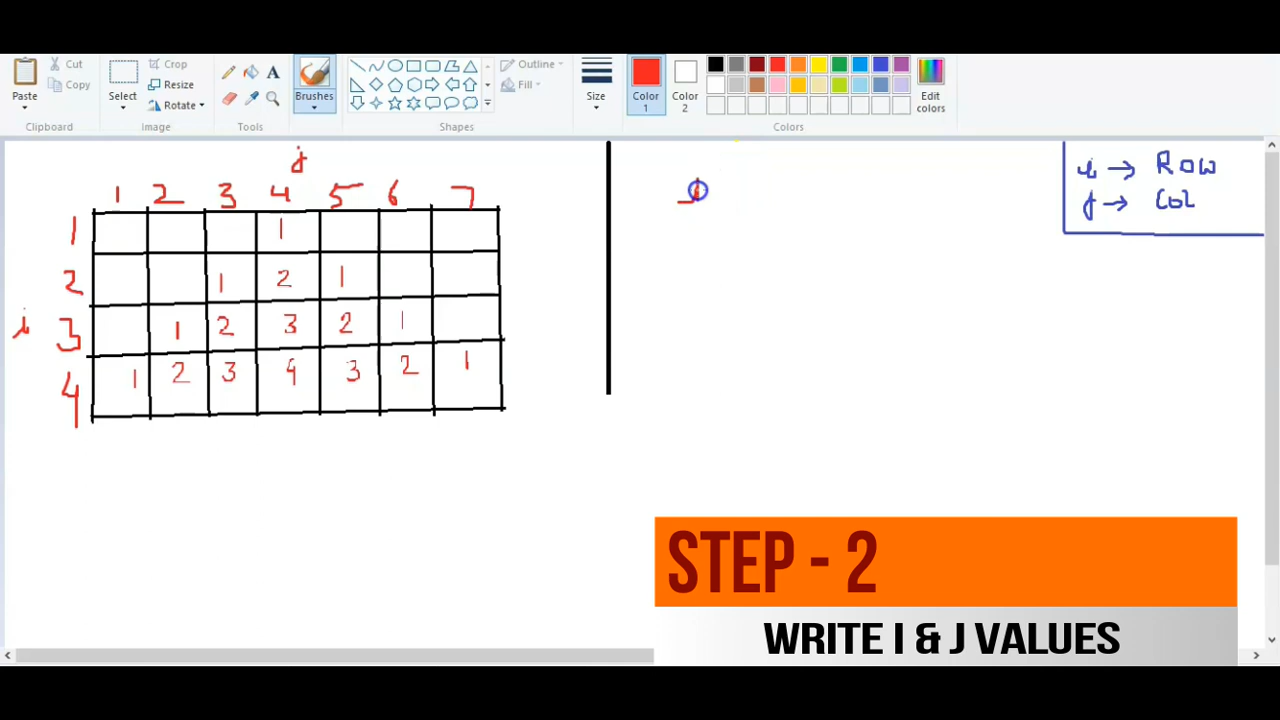 Paste
Cut
Copy
Clipboard
Select
Crop
Resize
Rotate
Image
A
Tools
Brushes
Outline
Fill
Shapes
Size
Color 1
Color 2
Edit colors
Colors
j
1 2 3 4 5 6 7
1 1
2 1 2 1
i 3 1 2 3 2 1
4 1 2 3 4 3 2 1
i → Row
j → Col
STEP - 2
WRITE I & J VALUES